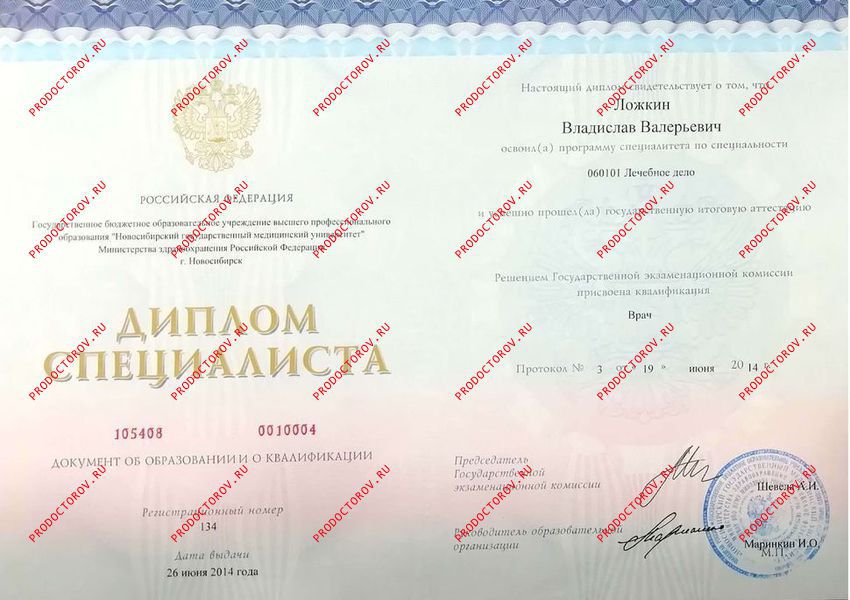 РОССИЙСКАЯ ФЕДЕРАЦИЯ
Государственное бюджетное образовательное учреждение высшего профессионального
образования "Новосибирский государственный медицинский университет"
Министерства здравоохранения Российской Федерации
г. Новосибирск
ДИПЛОМ
СПЕЦИАЛИСТА
105408 0010004
ДОКУМЕНТ ОБ ОБРАЗОВАНИИ И О КВАЛИФИКАЦИИ
Регистрационный номер
134
Дата выдачи
26 июня 2014 года
Настоящий диплом свидетельствует о том, что
Ложкин
Владислав Валерьевич
освоил(а) программу специалитета по специальности
060101 Лечебное дело
и успешно прошел(ла) государственную итоговую аттестацию
Решением Государственной экзаменационной комиссии
присвоена квалификация
Врач
Протокол № 3 от « 19 » июня 20 14 г.
Председатель
Государственной
экзаменационной комиссии
Шевела А.И.
Руководитель образовательной
организации
Маринкин И.О.
М.П.
PRODOCTOROV.RU